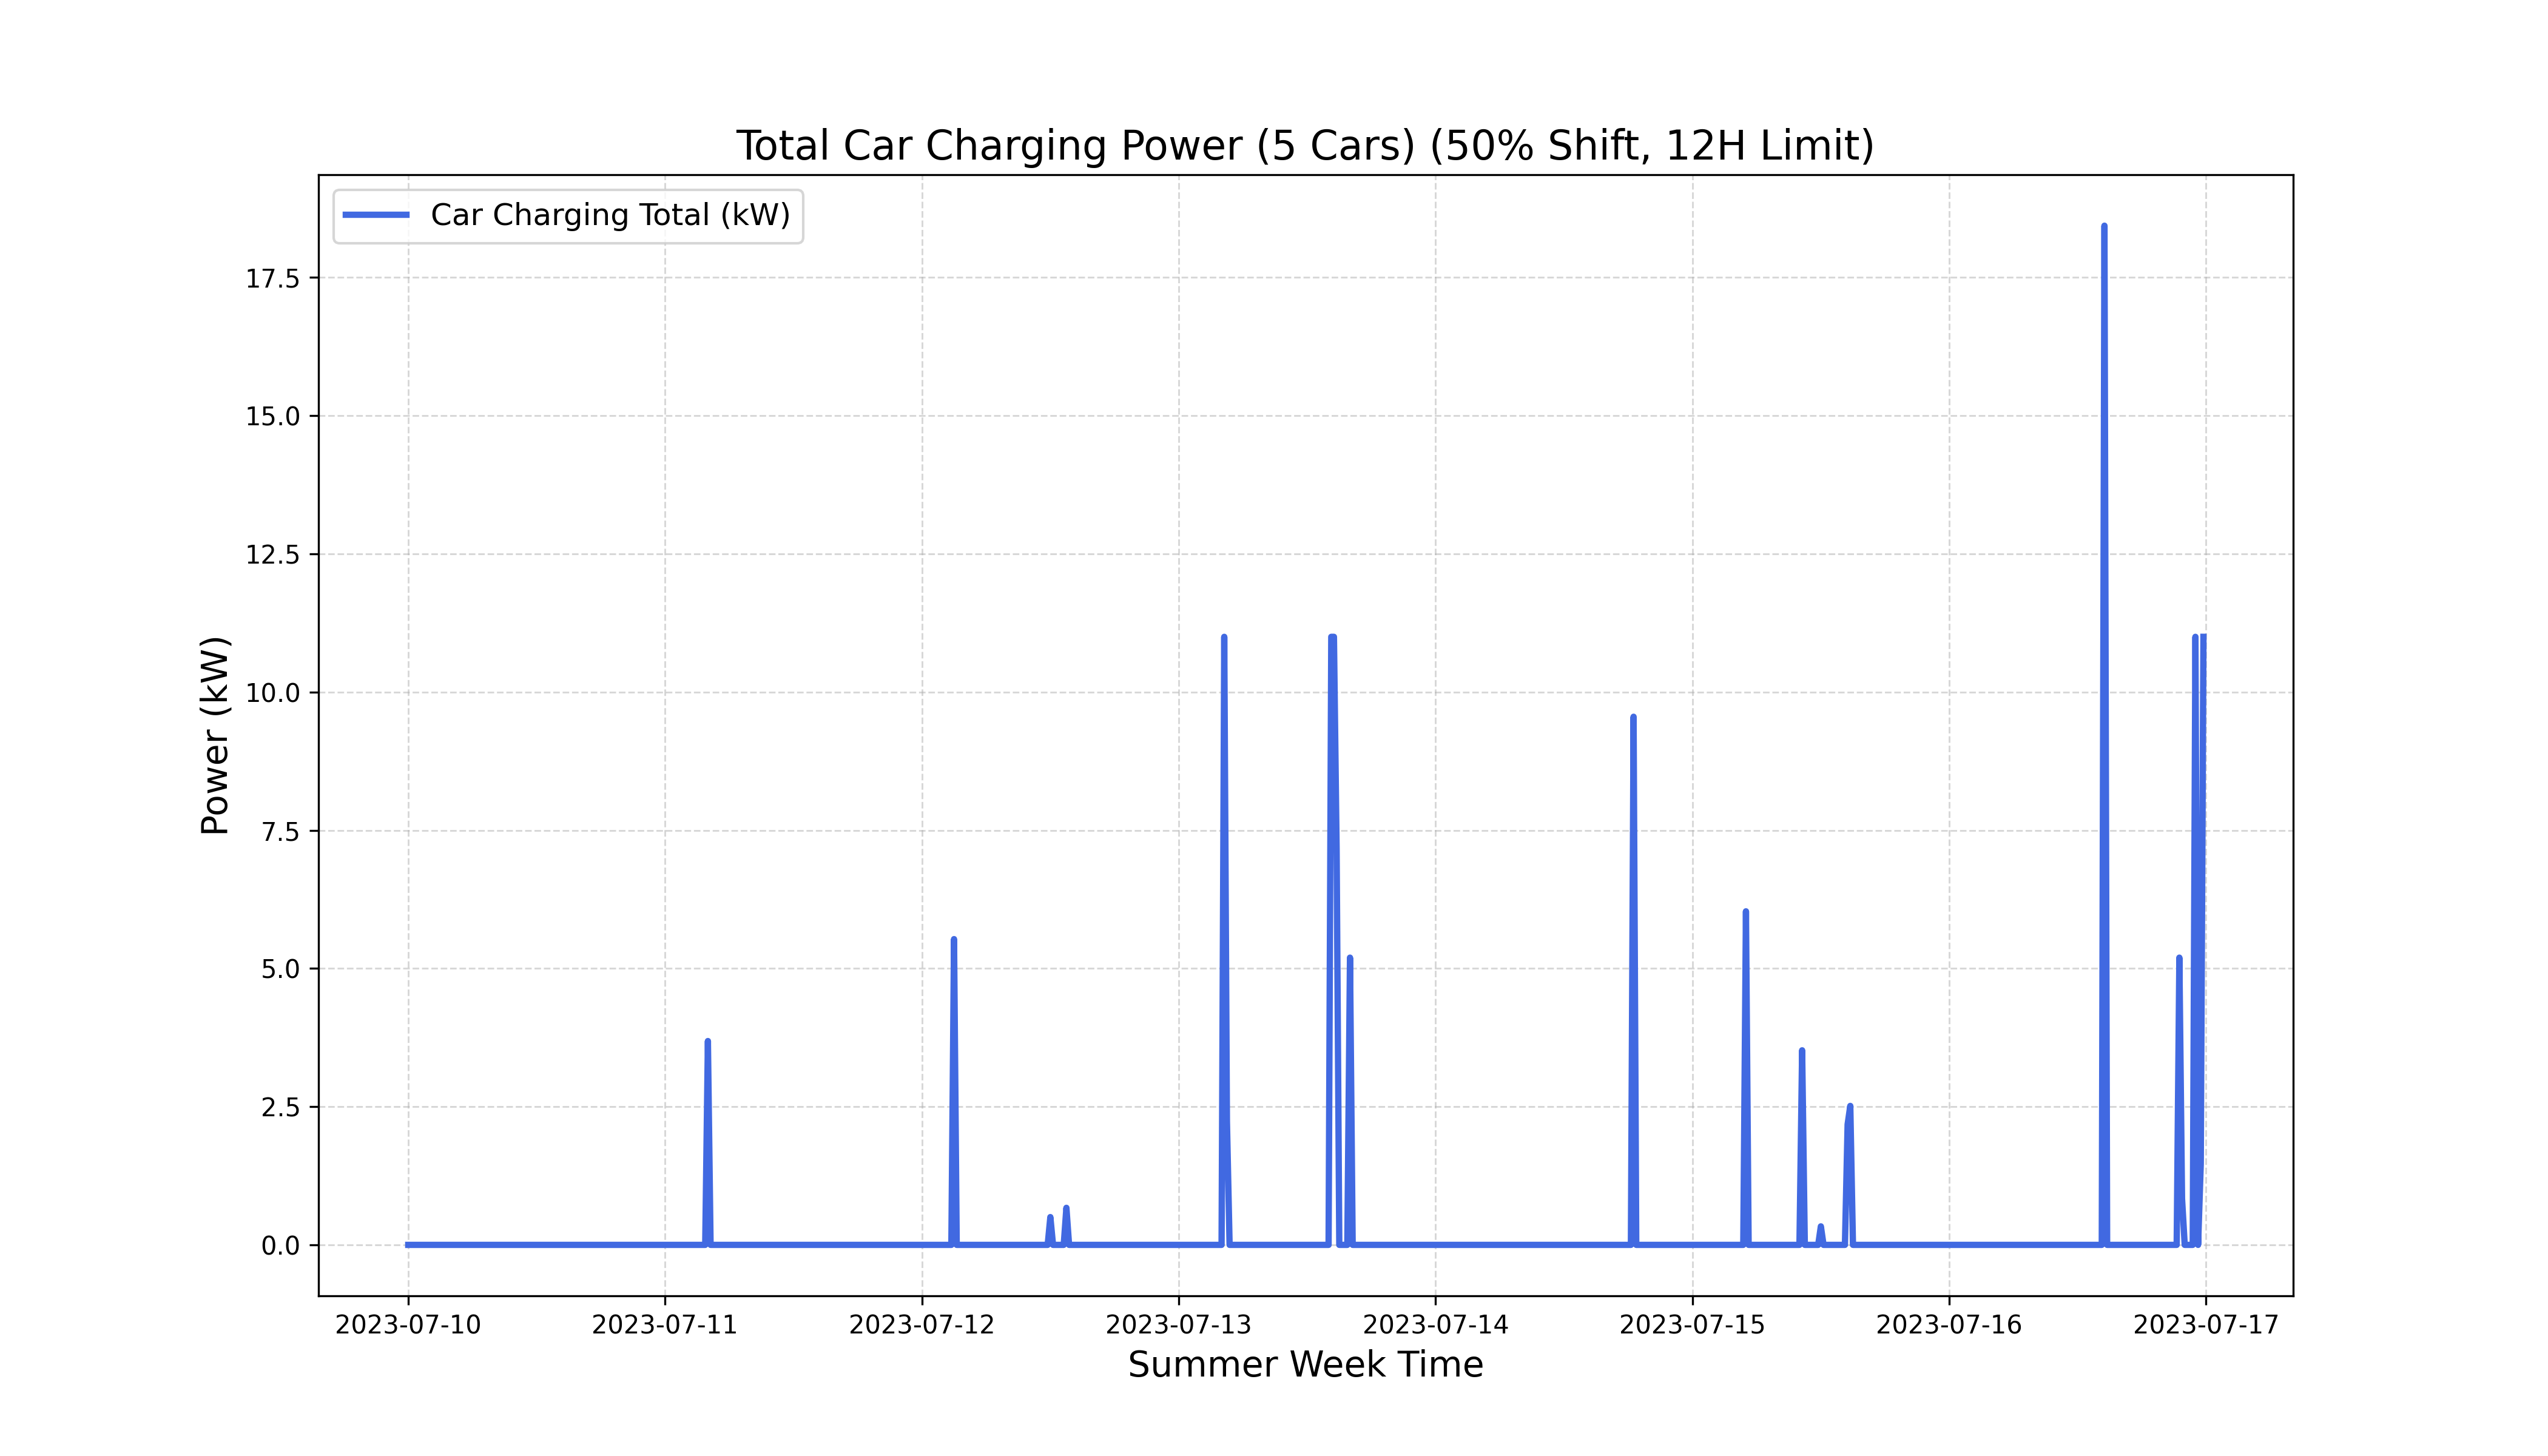 Total Car Charging Power (5 Cars) (50% Shift, 12H Limit)
Car Charging Total (kW)
17.5
15.0
12.5
10.0
7.5
5.0
2.5
0.0
Power (kW)
2023-07-10 2023-07-11 2023-07-12 2023-07-13 2023-07-14 2023-07-15 2023-07-16 2023-07-17
Summer Week Time